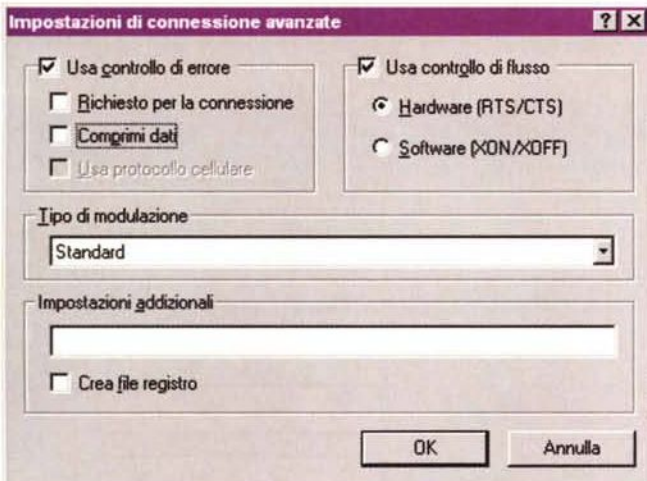 Impostazioni di connessione avanzate
Usa controllo di errore
Richiesto per la connessione
Comprimi dati
Usa protocollo cellulare
Usa controllo di flusso
Hardware (RTS/CTS)
Software (XON/XOFF)
Tipo di modulazione
Standard
Impostazioni addizionali
Crea file registro
OK
Annulla